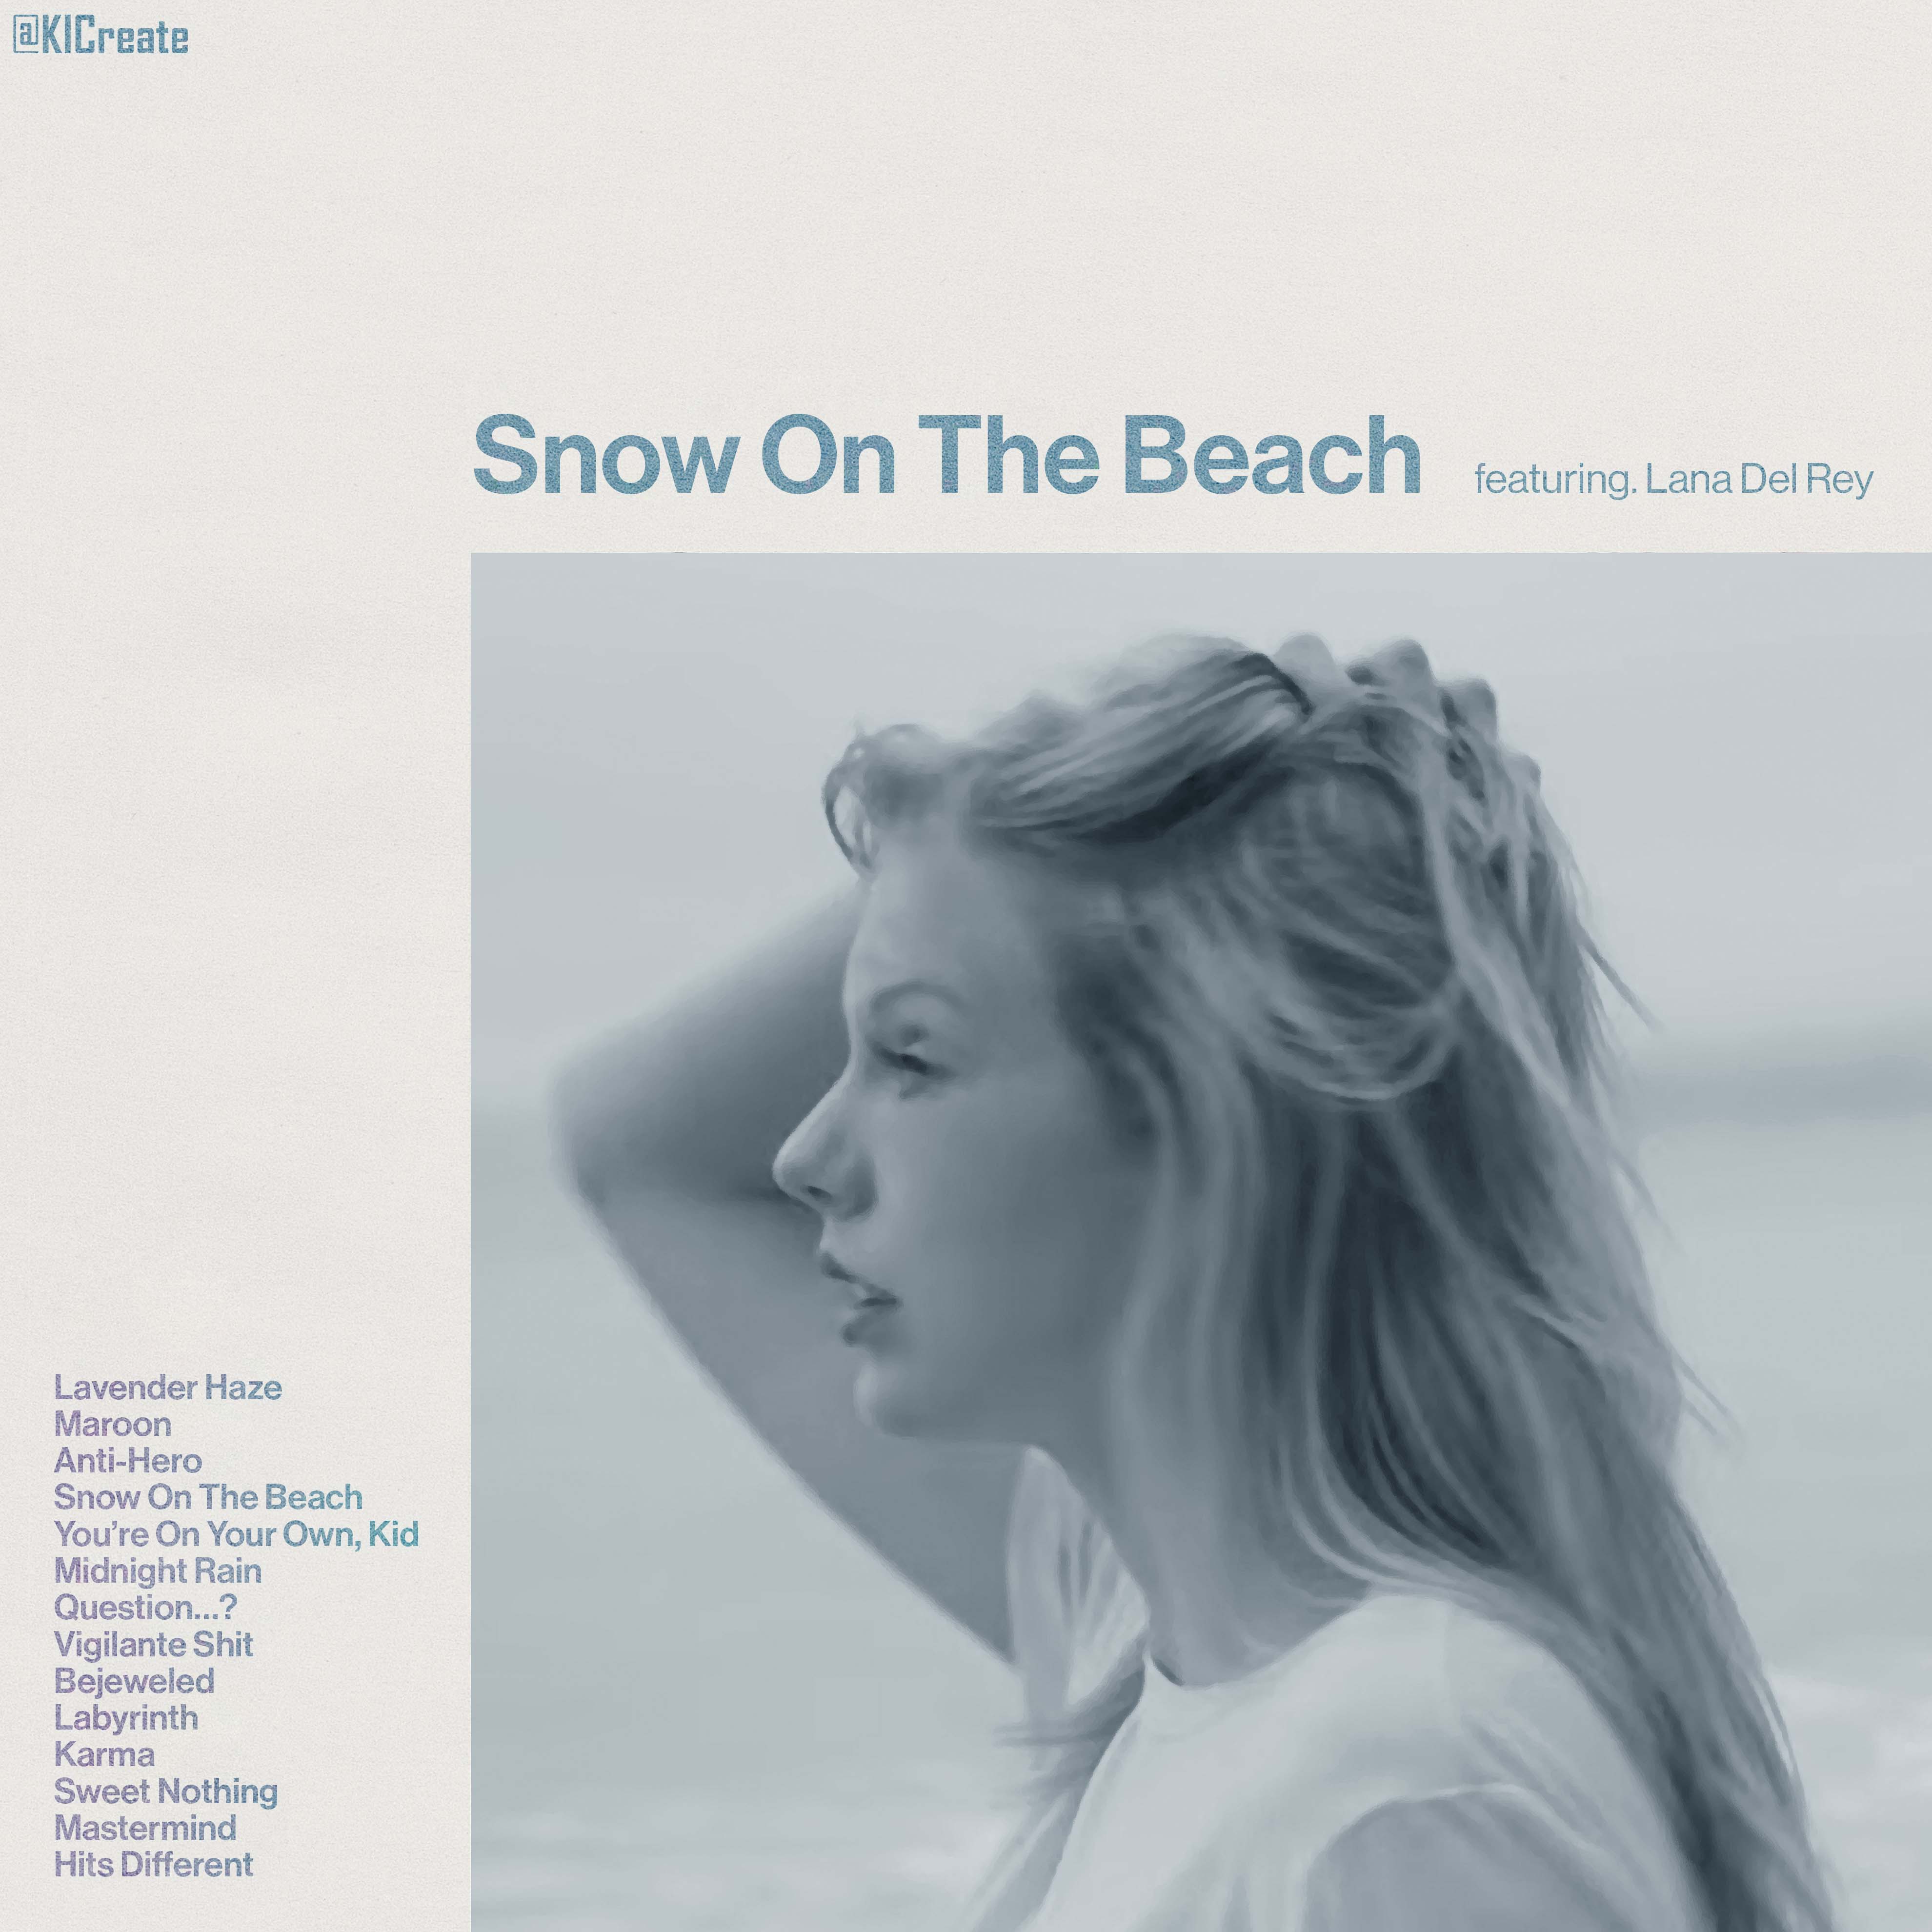 @KICreate
Snow On The Beach featuring. Lana Del Rey
Lavender Haze
Maroon
Anti-Hero
Snow On The Beach
You’re On Your Own, Kid
Midnight Rain
Question...?
Vigilante Shit
Bejeweled
Labyrinth
Karma
Sweet Nothing
Mastermind
Hits Different